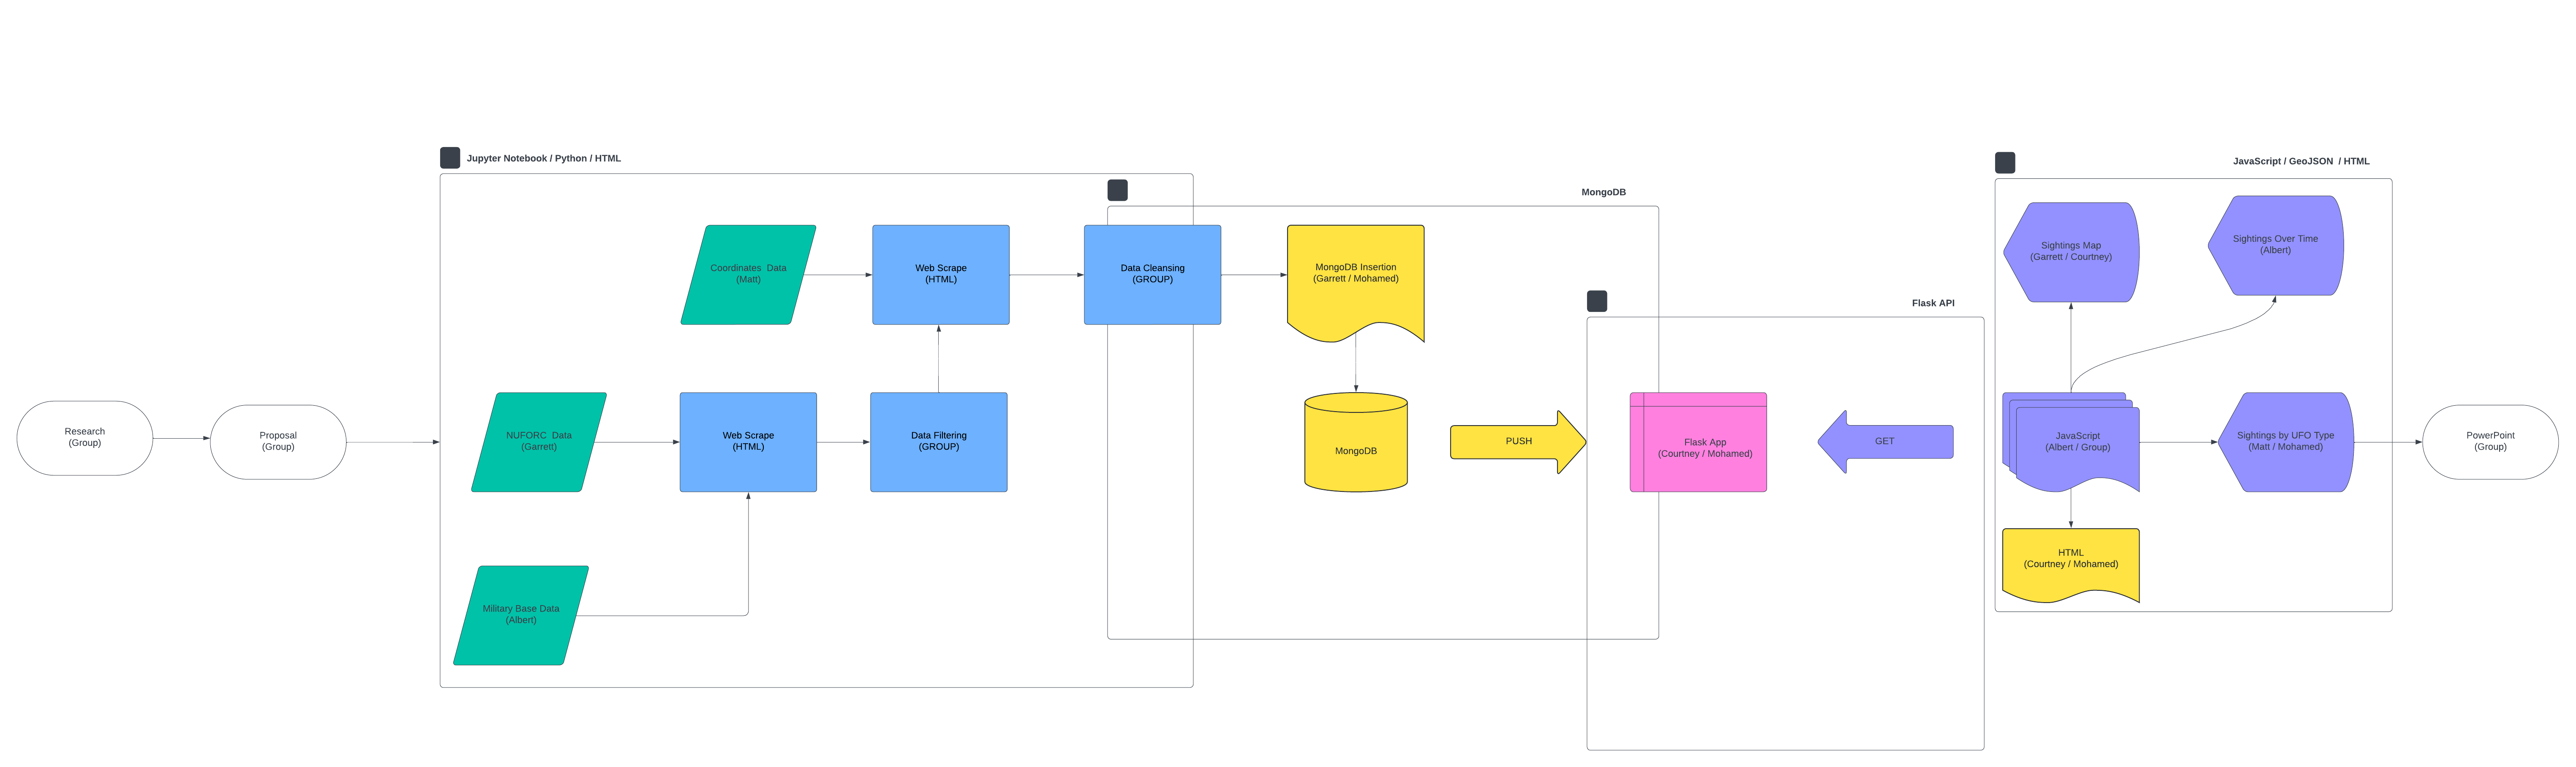 Research
(Group)
Proposal
(Group)
Jupyter Notebook / Python / HTML
Coordinates  Data
(Matt)
Web Scrape
(HTML)
Data Cleansing
(GROUP)
NUFORC  Data
(Garrett)
Web Scrape
(HTML)
Data Filtering
(GROUP)
Military Base Data
(Albert)
MongoDB
MongoDB Insertion
(Garrett / Mohamed)
MongoDB
PUSH
Flask API
Flask App
(Courtney / Mohamed)
GET
JavaScript / GeoJSON  / HTML
Sightings Map
(Garrett / Courtney)
Sightings Over Time
(Albert)
JavaScript
(Albert / Group)
Sightings by UFO Type
(Matt / Mohamed)
HTML
(Courtney / Mohamed)
PowerPoint
(Group)